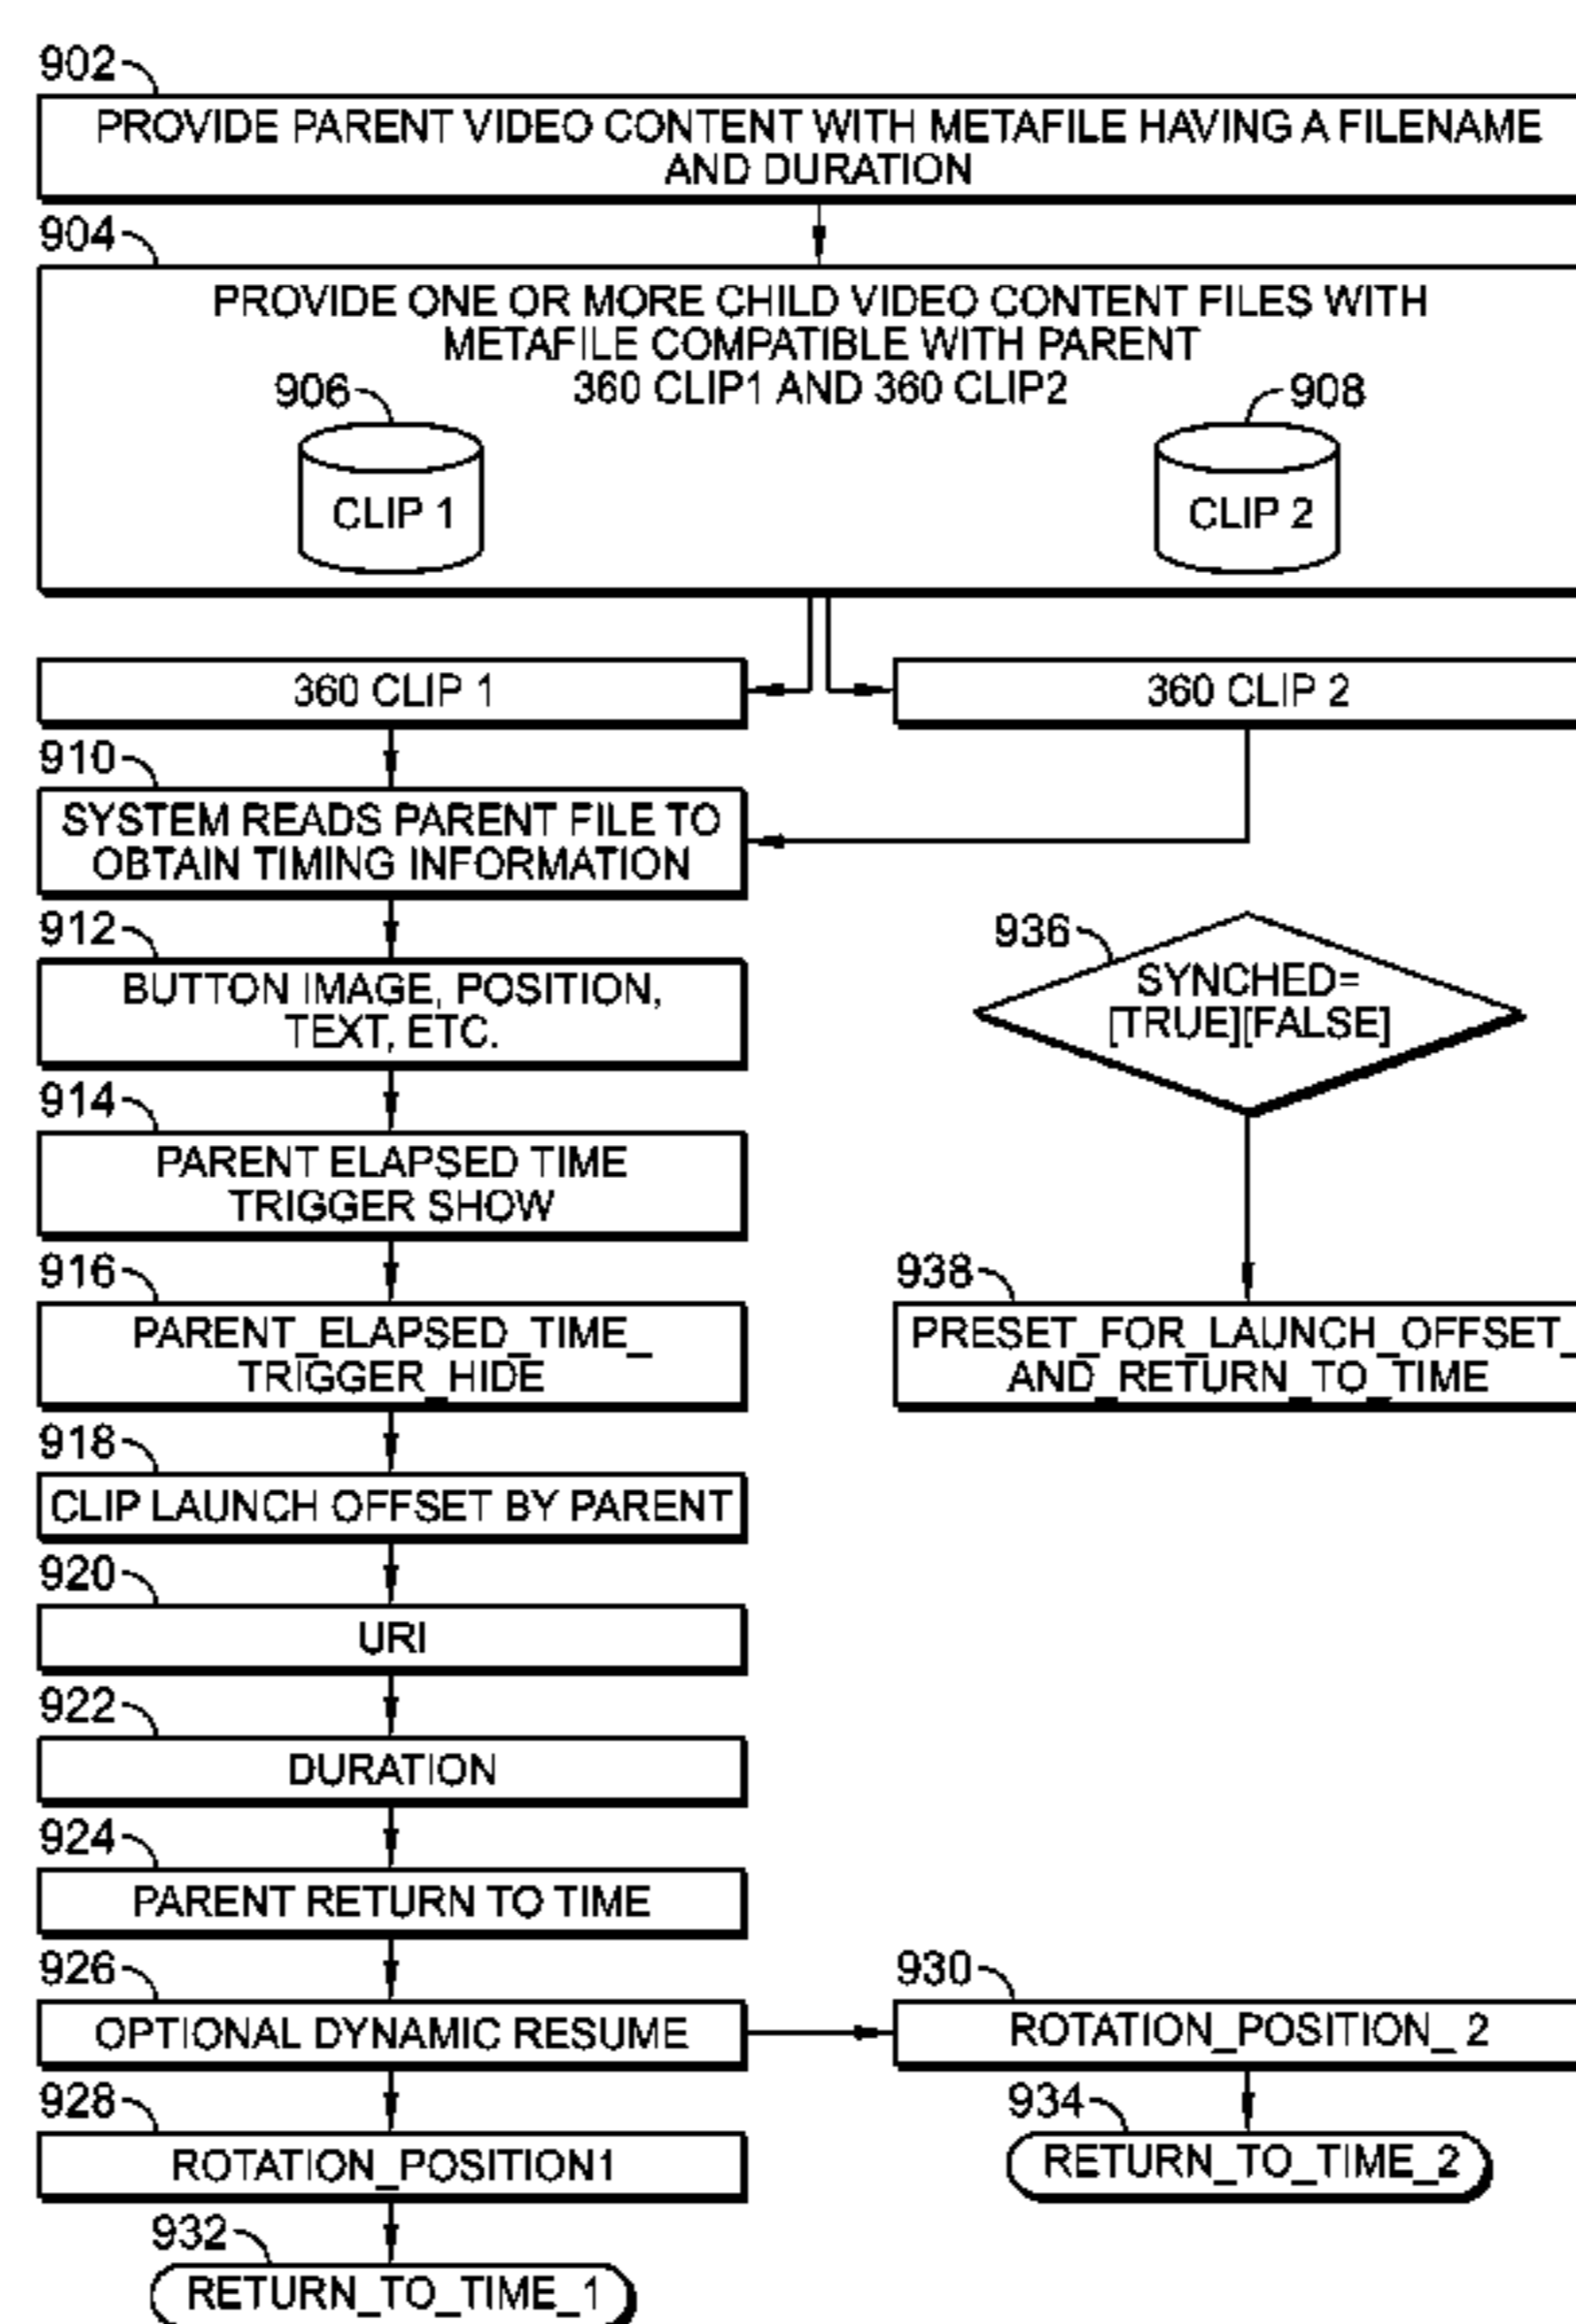 902
PROVIDE PARENT VIDEO CONTENT WITH METAFILE HAVING A FILENAME
AND DURATION
904
PROVIDE ONE OR MORE CHILD VIDEO CONTENT FILES WITH
METAFILE COMPATIBLE WITH PARENT
360 CLIP1 AND 360 CLIP2
906
908
CLIP 1
CLIP 2
360 CLIP 1
360 CLIP 2
910
SYSTEM READS PARENT FILE TO
OBTAIN TIMING INFORMATION
912
BUTTON IMAGE, POSITION,
TEXT, ETC.
936
SYNCHED=
[TRUE][FALSE]
914
PARENT ELAPSED TIME
TRIGGER SHOW
916
PARENT_ELAPSED_TIME_
TRIGGER_HIDE
938
PRESET_FOR_LAUNCH_OFFSET_
AND_RETURN_TO_TIME
918
CLIP LAUNCH OFFSET BY PARENT
920
URI
922
DURATION
924
PARENT RETURN TO TIME
926
OPTIONAL DYNAMIC RESUME
930
ROTATION_POSITION_ 2
928
ROTATION_POSITION1
934
RETURN_TO_TIME_2
932
RETURN_TO_TIME_1